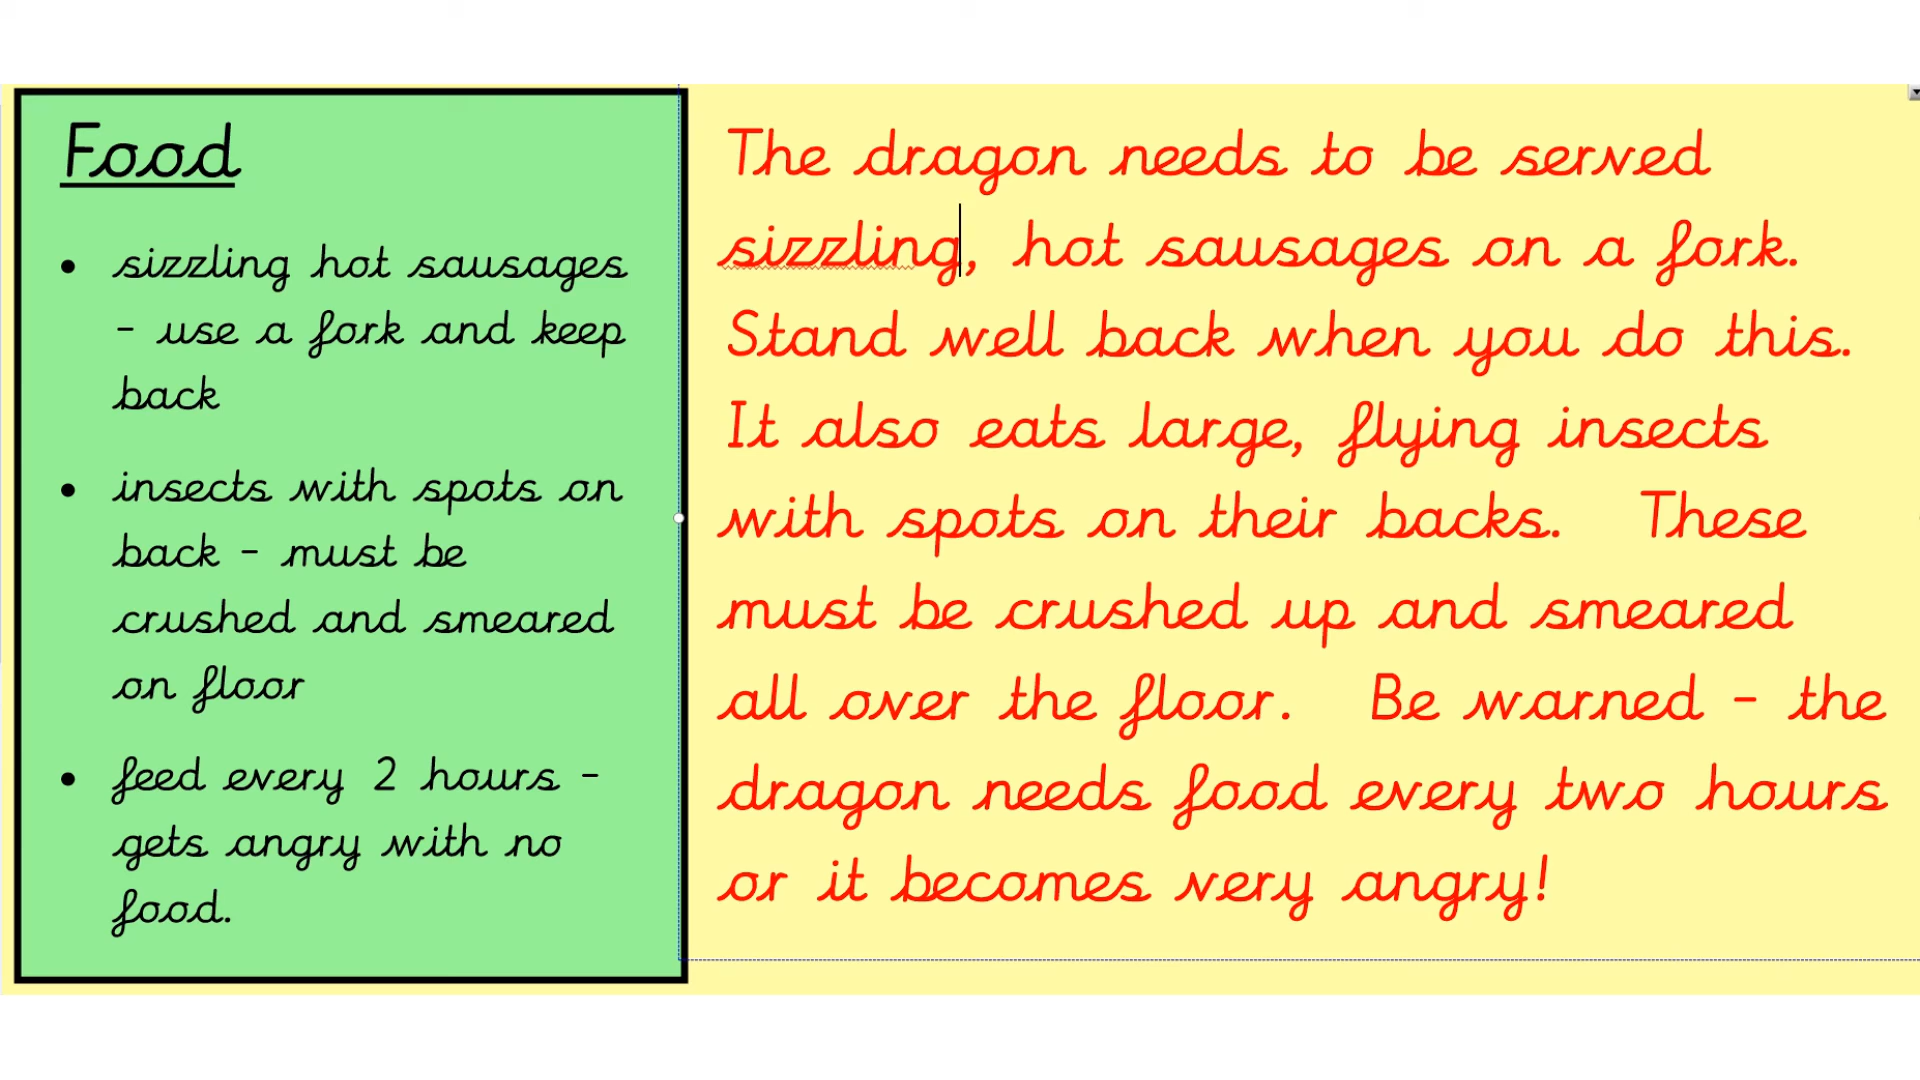 Food
• sizzling hot sausages
- use a fork and keep
back
• insects with spots on
back - must be
crushed and smeared
on floor
• feed every 2 hours -
gets angry with no
food.
The dragon needs to be served
sizzling, hot sausages on a fork.
Stand well back when you do this.
It also eats large, flying insects
with spots on their backs. These
must be crushed up and smeared
all over the floor. Be warned - the
dragon needs food every two hours
or it becomes very angry!